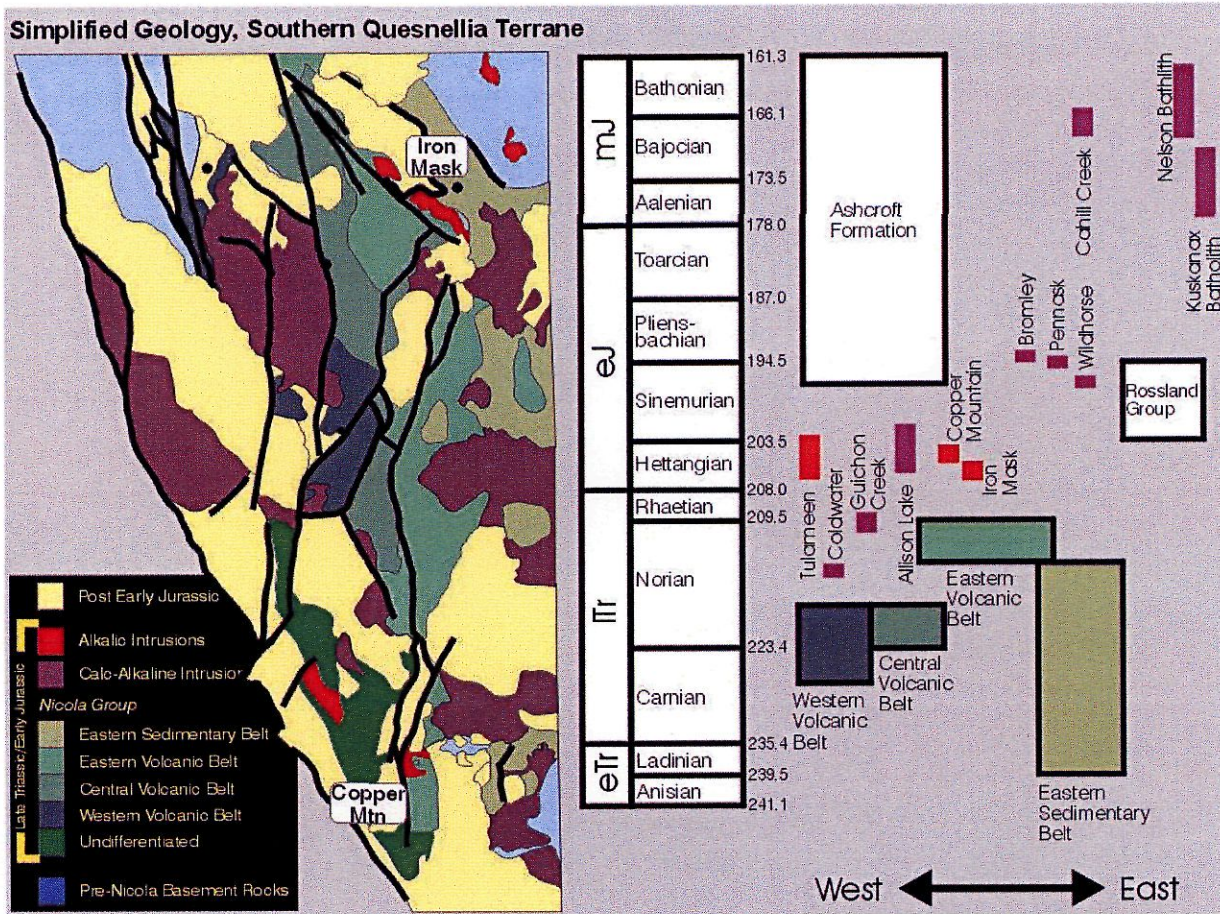 Simplified Geology, Southern Quesnellia Terrane
Iron
Mask
Copper
Mtn
Post Early Jurassic
Alkalic Intrusions
Calc-Alkaline Intrusion
Nicola Group
Eastern Sedimentary Belt
Eastern Volcanic Belt
Central Volcanic Belt
Western Volcanic Belt
Undifferentiated
Pre-Nicola Basement Rocks
Late Triassic/Early Jurassic
mJ
eJ
lTr
eTr
Bathonian
Bajocian
Aalenian
Toarcian
Pliens-
bachian
Sinemurian
Hettangian
Rhaetian
Norian
Carnian
Ladinian
Anisian
161.3
166.1
173.5
178.0
187.0
194.5
203.5
208.0
209.5
223.4
235.4
239.5
241.1
Ashcroft
Formation
Tulameen
Coldwater
Guichon
Creek
Allison Lake
Copper
Mountain
Iron
Mask
Bromley
Pennask
Wildhorse
Cahill Creek
Nelson Bathlith
Kuskanax
Batholith
Rossland
Group
Eastern
Volcanic
Belt
Central
Volcanic
Belt
Western
Volcanic
Belt
Eastern
Sedimentary
Belt
West
East